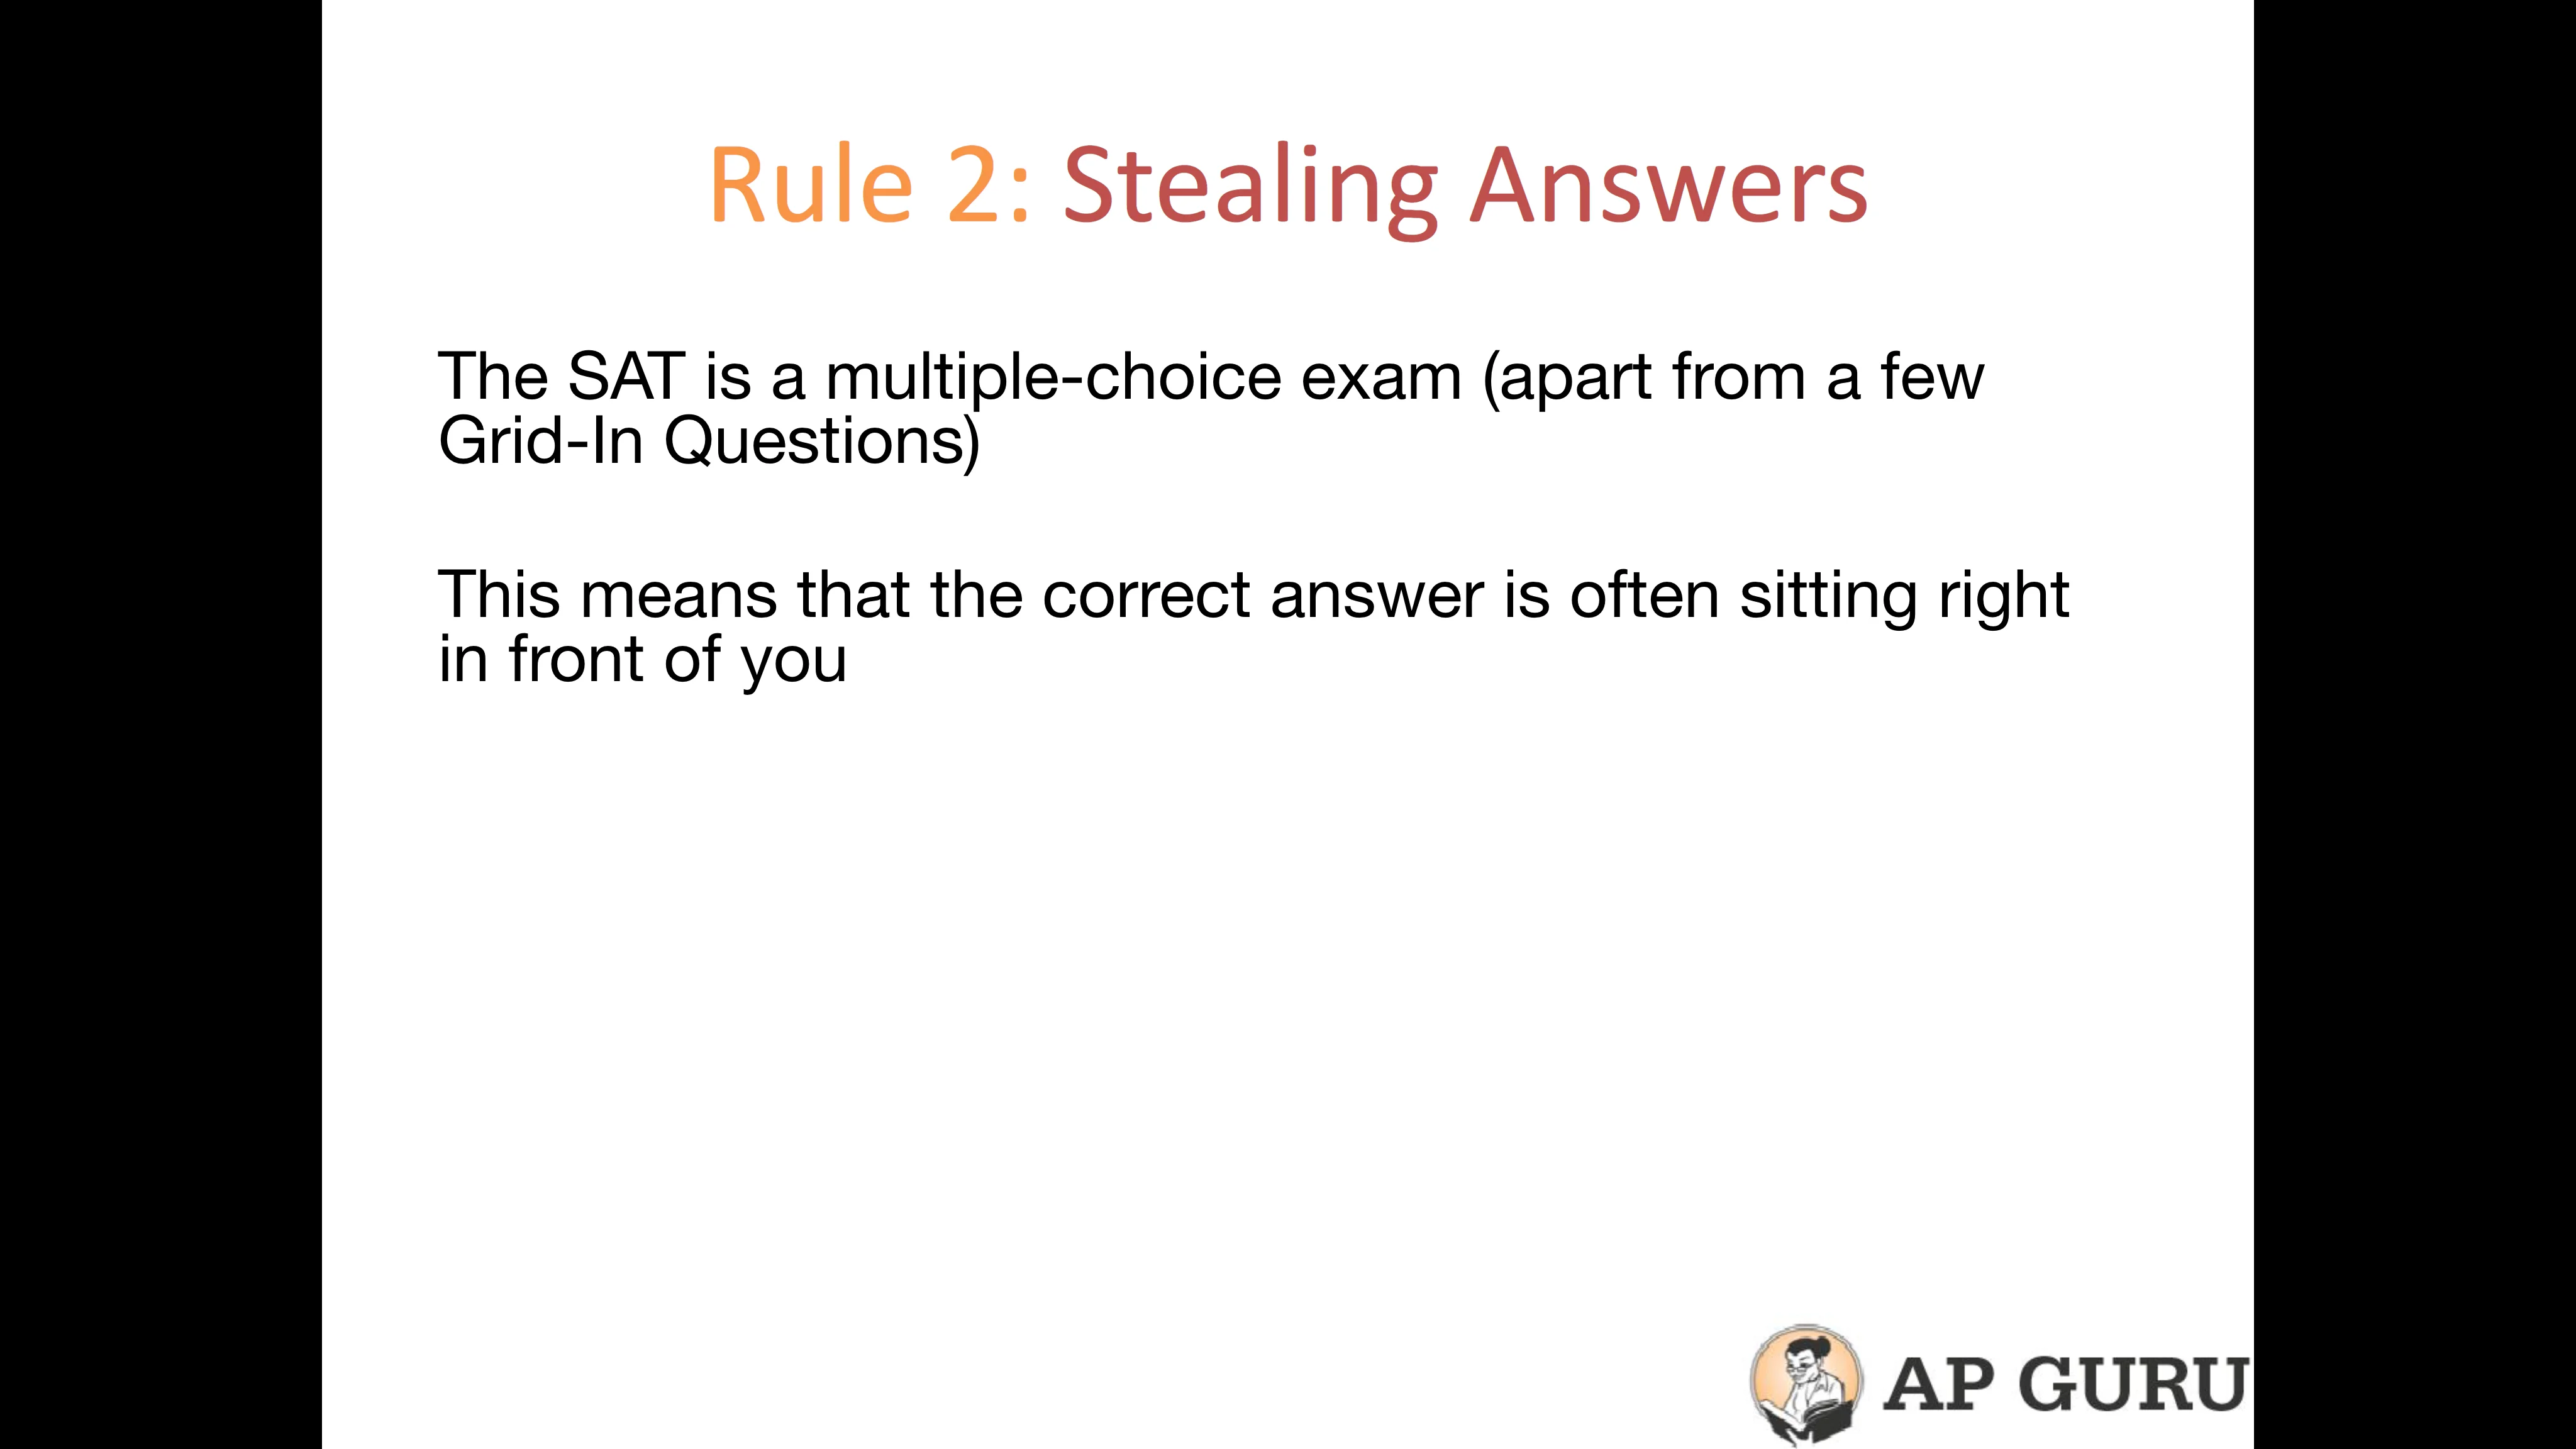 Rule 2: Stealing Answers
The SAT is a multiple-choice exam (apart from a few
Grid-In Questions)
This means that the correct answer is often sitting right
in front of you
AP GURU